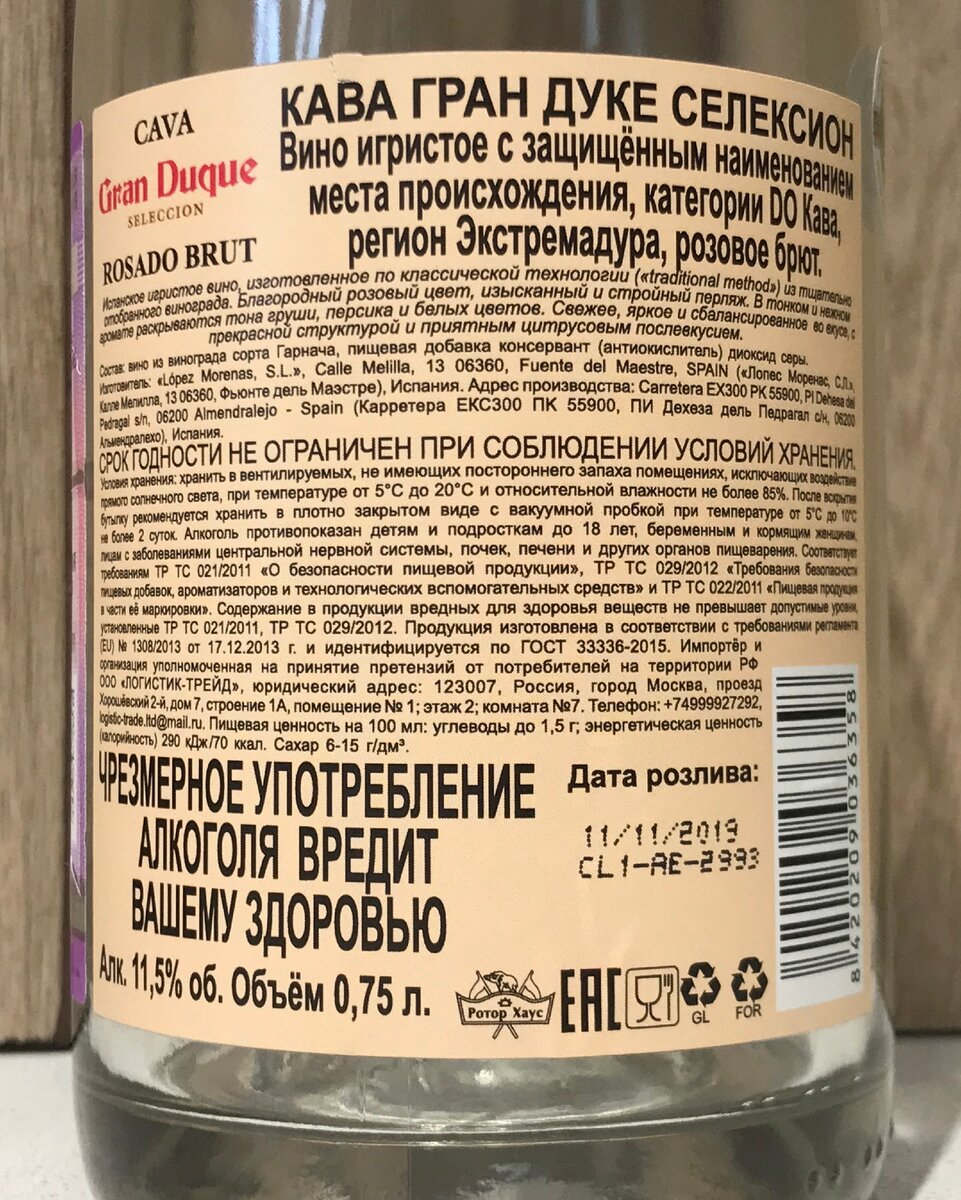 CAVA
Gran Duque
SELECCION
ROSADO BRUT
КАВА ГРАН ДУКЕ СЕЛЕКСИОН
Вино игристое с защищённым наименованием
места происхождения, категории DO Кава,
регион Экстремадура, розовое брют.
Испанское игристое вино, изготовленное по классической технологии («traditional method») из тщательно
отобранного винограда. Благородный розовый цвет, изысканный и стройный перляж. В тонком и нежном
аромате раскрываются тона груши, персика и белых цветов. Свежее, яркое и сбалансированное во вкусе, с
прекрасной структурой и приятным цитрусовым послевкусием.
Состав: вино из винограда сорта Гарнача, пищевая добавка консервант (антиокислитель) диоксид серы.
Изготовитель: «López Morenas, S.L.», Calle Melilla, 13 06360, Fuente del Maestre, SPAIN («Лопес Моренас, С.Л.»,
Калле Мелилла, 13 06360, Фьюнте дель Маэстре), Испания. Адрес производства: Carretera EX300 PK 55900, PI Dehesa del
Pedregal s/n, 06200 Almendralejo - Spain (Карретера ЕКС300 ПК 55900, ПИ Дехеза дель Педрагал с/н, 06200
Альмендралехо), Испания.
СРОК ГОДНОСТИ НЕ ОГРАНИЧЕН ПРИ СОБЛЮДЕНИИ УСЛОВИЙ ХРАНЕНИЯ.
Условия хранения: хранить в вентилируемых, не имеющих постороннего запаха помещениях, исключающих воздействие
прямого солнечного света, при температуре от 5°С до 20°С и относительной влажности не более 85%. После вскрытия
бутылку рекомендуется хранить в плотно закрытом виде с вакуумной пробкой при температуре от 5°С до 10°С
не более 2 суток. Алкоголь противопоказан детям и подросткам до 18 лет, беременным и кормящим женщинам,
лицам с заболеваниями центральной нервной системы, почек, печени и других органов пищеварения. Соответствует
требованиям ТР ТС 021/2011 «О безопасности пищевой продукции», ТР ТС 029/2012 «Требования безопасности
пищевых добавок, ароматизаторов и технологических вспомогательных средств» и ТР ТС 022/2011 «Пищевая продукция
в части её маркировки». Содержание в продукции вредных для здоровья веществ не превышает допустимые уровни,
установленные ТР ТС 021/2011, ТР ТС 029/2012. Продукция изготовлена в соответствии с требованиями регламента
(EU) № 1308/2013 от 17.12.2013 г. и идентифицируется по ГОСТ 33336-2015. Импортёр и
организация уполномоченная на принятие претензий от потребителей на территории РФ
ООО «ЛОГИСТИК-ТРЕЙД», юридический адрес: 123007, Россия, город Москва, проезд
Хорошёвский 2-й, дом 7, строение 1А, помещение № 1; этаж 2; комната №7. Телефон: +74999927292,
logistic-trade.ltd@mail.ru. Пищевая ценность на 100 мл: углеводы до 1,5 г; энергетическая ценность
(калорийность) 290 кДж/70 ккал. Сахар 6-15 г/дм³.
ЧРЕЗМЕРНОЕ УПОТРЕБЛЕНИЕ
АЛКОГОЛЯ ВРЕДИТ
ВАШЕМУ ЗДОРОВЬЮ
Дата розлива:
11/11/2019
CL1-AE-2993
Алк. 11,5% об. Объём 0,75 л.
Ротор Хаус
ЕАС
GL
FOR
8420209036358